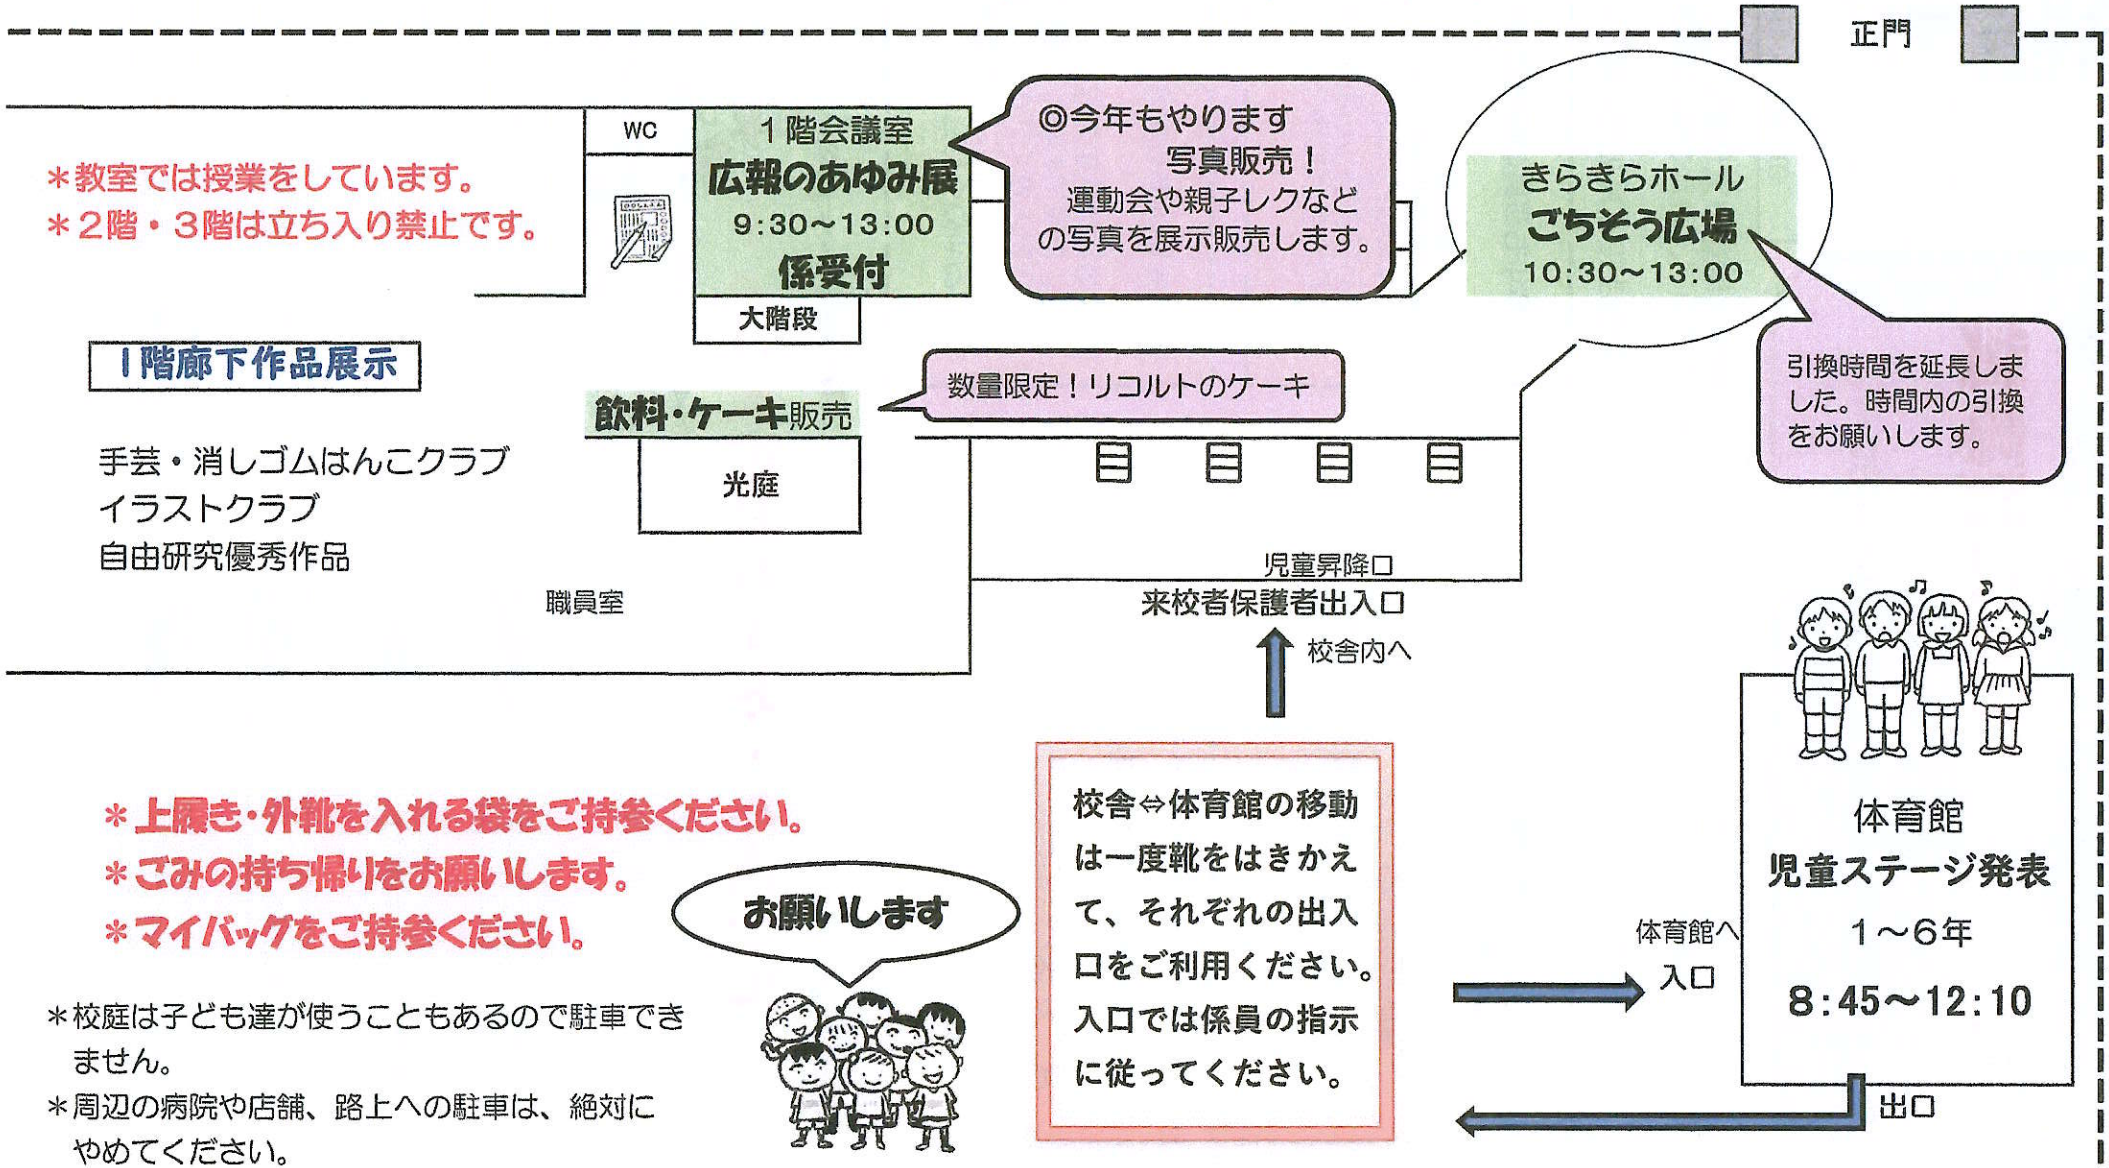 正門
＊教室では授業をしています。
＊２階・３階は立ち入り禁止です。
WC
１階会議室
広報のあゆみ展
9:30～13:00
係受付
大階段
◎今年もやります
写真販売！
運動会や親子レクなど
の写真を展示販売します。
きらきらホール
ごちそう広場
10:30～13:00
引換時間を延長しま
した。時間内の引換
をお願いします。
１階廊下作品展示
手芸・消しゴムはんこクラブ
イラストクラブ
自由研究優秀作品
飲料・ケーキ販売
数量限定！リコルトのケーキ
光庭
職員室
児童昇降口
来校者保護者出入口
校舎内へ
＊上履き・外靴を入れる袋をご持参ください。
＊ごみの持ち帰りをお願いします。
＊マイバッグをご持参ください。
お願いします
＊校庭は子ども達が使うこともあるので駐車でき
ません。
＊周辺の病院や店舗、路上への駐車は、絶対に
やめてください。
校舎⇔体育館の移動
は一度靴をはきかえ
て、それぞれの出入
口をご利用ください。
入口では係員の指示
に従ってください。
体育館へ
入口
体育館
児童ステージ発表
１～６年
8:45～12:10
出口